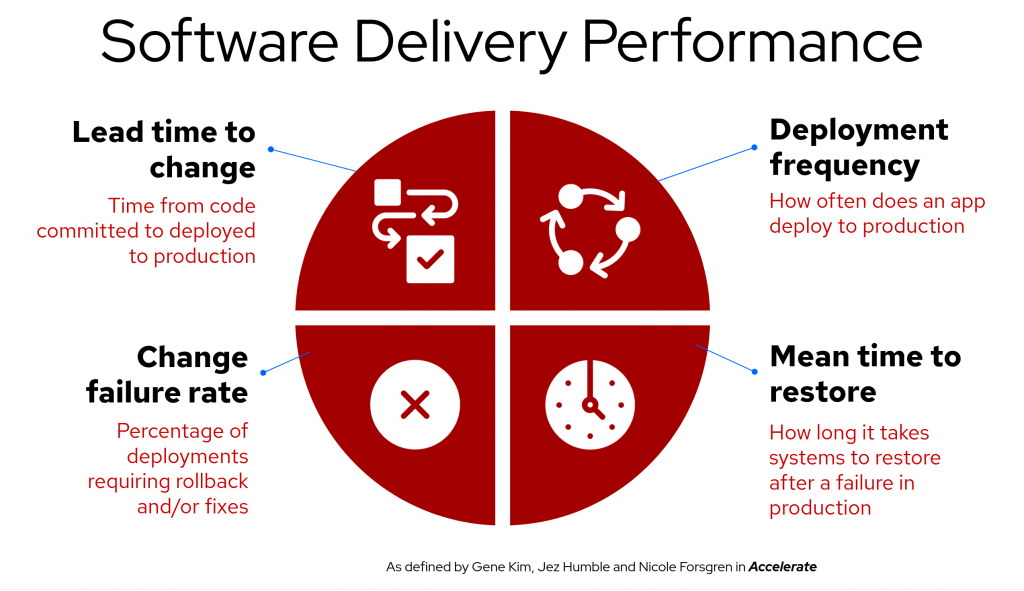 Software Delivery Performance
Lead time to
change
Time from code
committed to deployed
to production
Deployment
frequency
How often does an app
deploy to production
Change
failure rate
Percentage of
deployments
requiring rollback
and/or fixes
Mean time to
restore
How long it takes
systems to restore
after a failure in
production
As defined by Gene Kim, Jez Humble and Nicole Forsgren in Accelerate